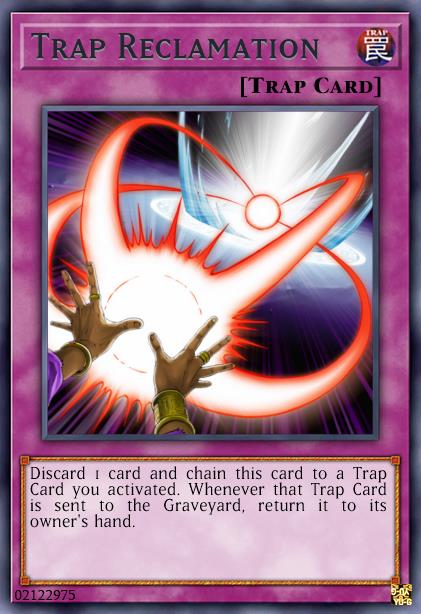 Trap Reclamation
TRAP
罠
[Trap Card]
Discard 1 card and chain this card to a Trap
Card you activated. Whenever that Trap Card
is sent to the Graveyard, return it to its
owner's hand.
02122975